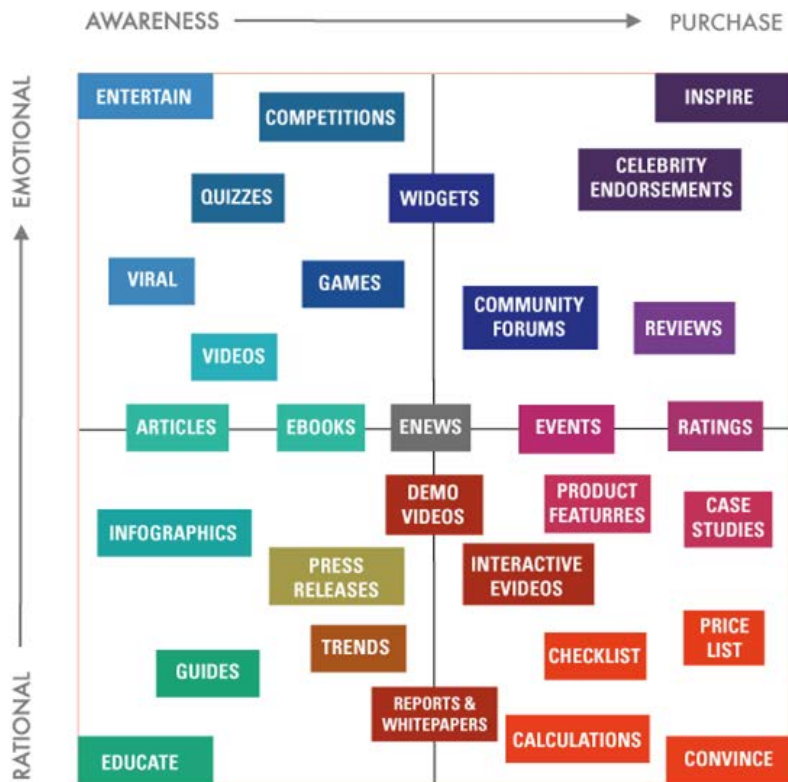 AWARENESS PURCHASE
EMOTIONAL
RATIONAL
ENTERTAIN
INSPIRE
COMPETITIONS
CELEBRITY
ENDORSEMENTS
QUIZZES
WIDGETS
VIRAL
GAMES
COMMUNITY
FORUMS
REVIEWS
VIDEOS
ARTICLES
EBOOKS
ENEWS
EVENTS
RATINGS
DEMO
VIDEOS
PRODUCT
FEATURRES
CASE
STUDIES
INFOGRAPHICS
PRESS
RELEASES
INTERACTIVE
EVIDEOS
TRENDS
CHECKLIST
PRICE
LIST
GUIDES
REPORTS &
WHITEPAPERS
CALCULATIONS
EDUCATE
CONVINCE